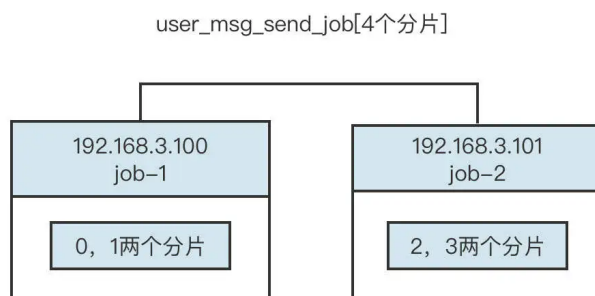 user_msg_send_job[4个分片]
192.168.3.100
job-1
192.168.3.101
job-2
0，1两个分片
2，3两个分片